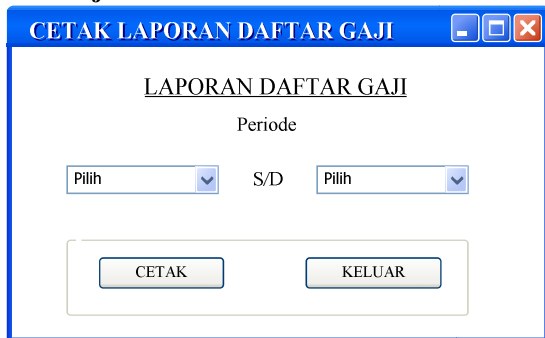 CETAK LAPORAN DAFTAR GAJI
LAPORAN DAFTAR GAJI
Periode
Pilih S/D Pilih
CETAK KELUAR